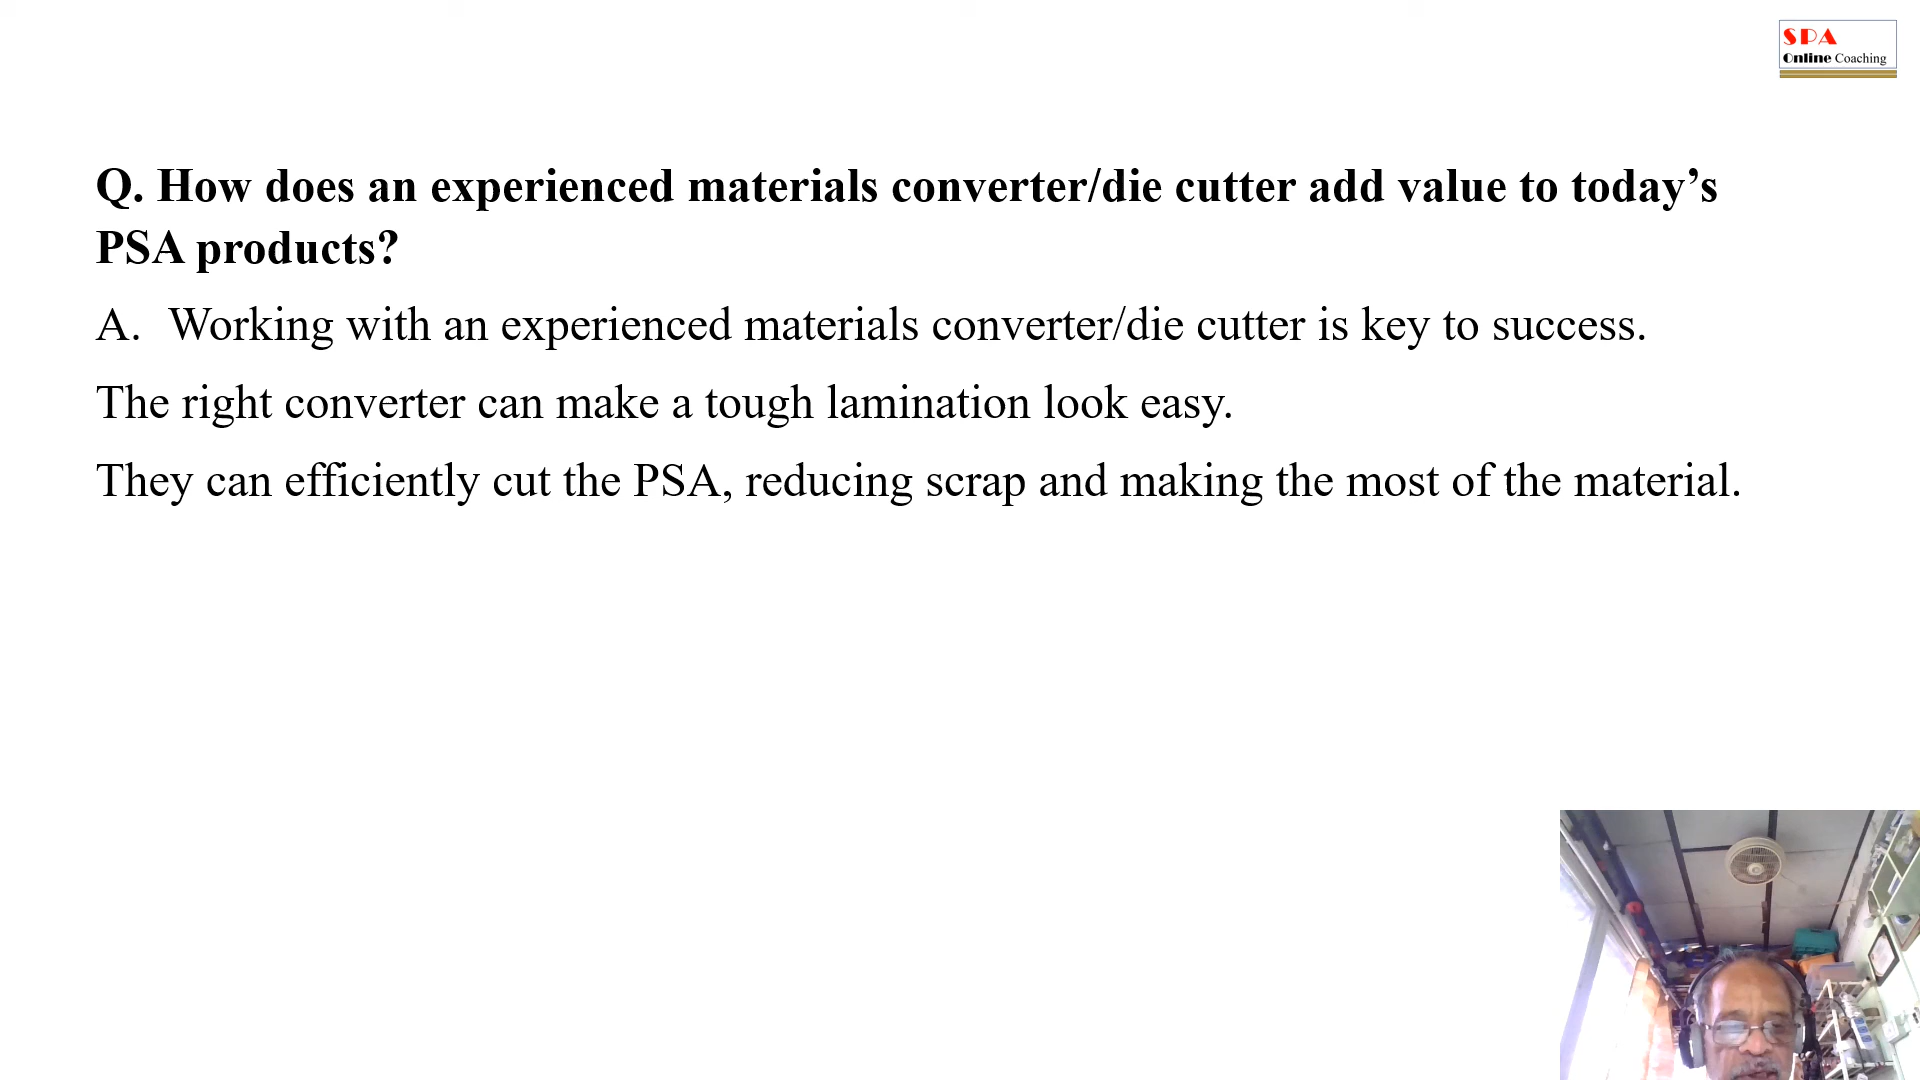 SPA
Online Coaching
Q. How does an experienced materials converter/die cutter add value to today’s
PSA products?
A. Working with an experienced materials converter/die cutter is key to success.
The right converter can make a tough lamination look easy.
They can efficiently cut the PSA, reducing scrap and making the most of the material.